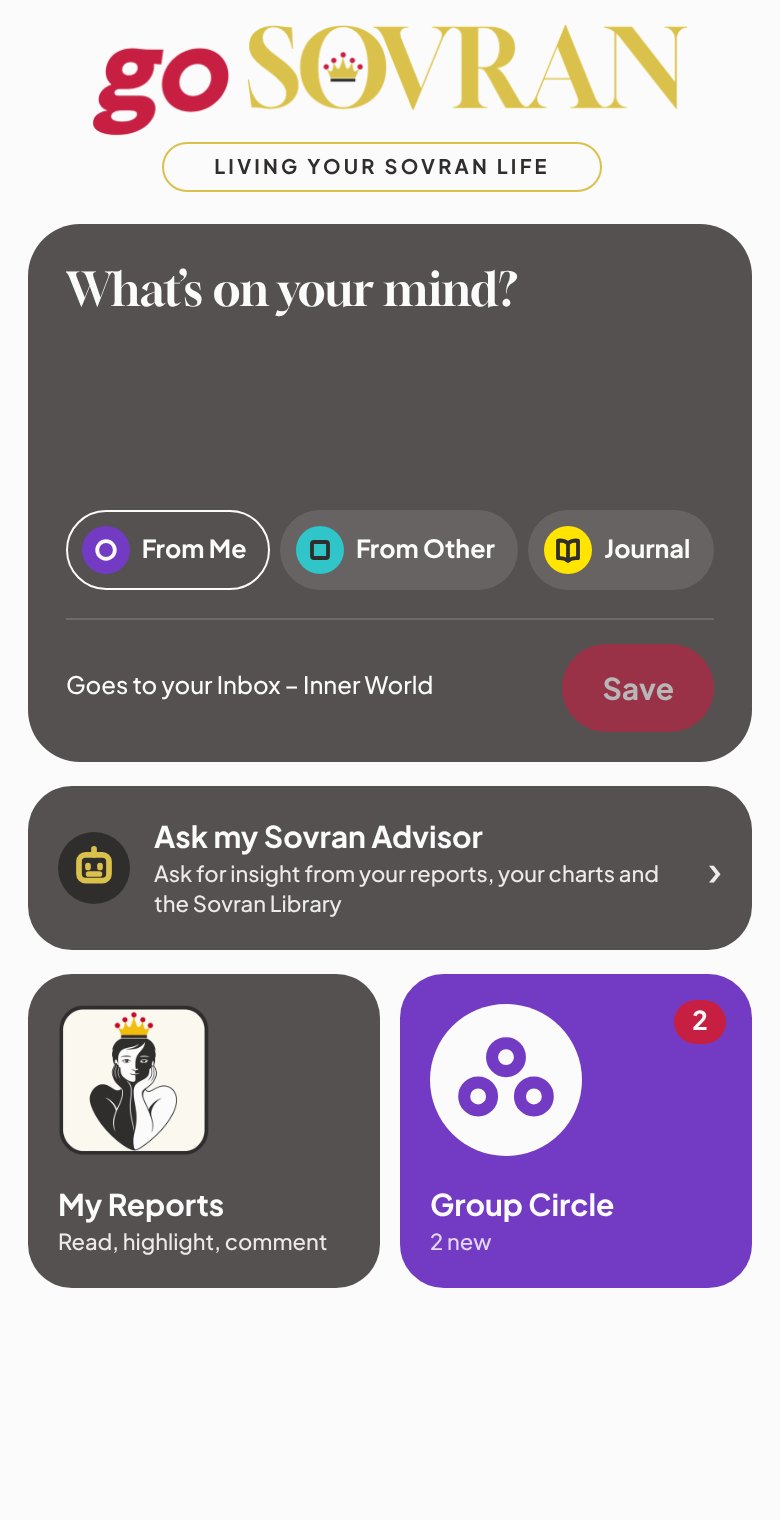 go SOVRAN
LIVING YOUR SOVRAN LIFE
What’s on your mind?
From Me
From Other
Journal
Goes to your Inbox – Inner World
Save
Ask my Sovran Advisor
Ask for insight from your reports, your charts and
the Sovran Library
My Reports
Read, highlight, comment
2
Group Circle
2 new